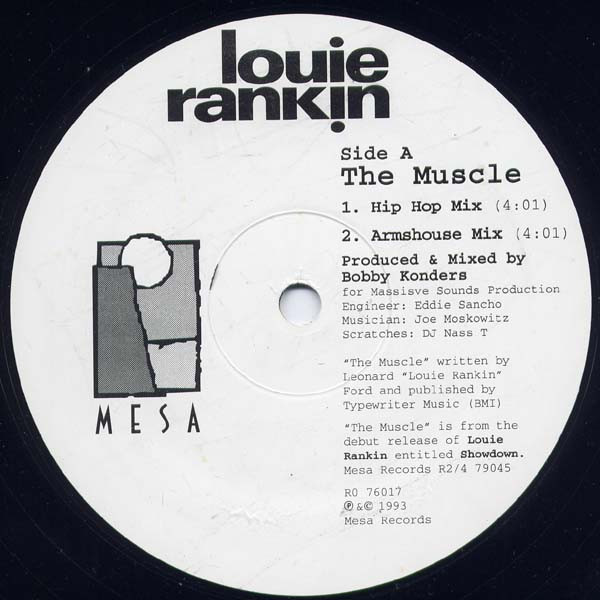 louie
rankin
Side A
The Muscle
1. Hip Hop Mix (4:01)
2. Armshouse Mix (4:01)
Produced & Mixed by
Bobby Konders
for Massisve Sounds Production
Engineer: Eddie Sancho
Musician: Joe Moskowitz
Scratches: DJ Nass T
"The Muscle" written by
Leonard "Louie Rankin"
Ford and published by
Typewriter Music (BMI)
"The Muscle" is from the
debut release of Louie
Rankin entitled Showdown.
Mesa Records R2/4 79045
R0 76017
℗&© 1993
Mesa Records
MESA